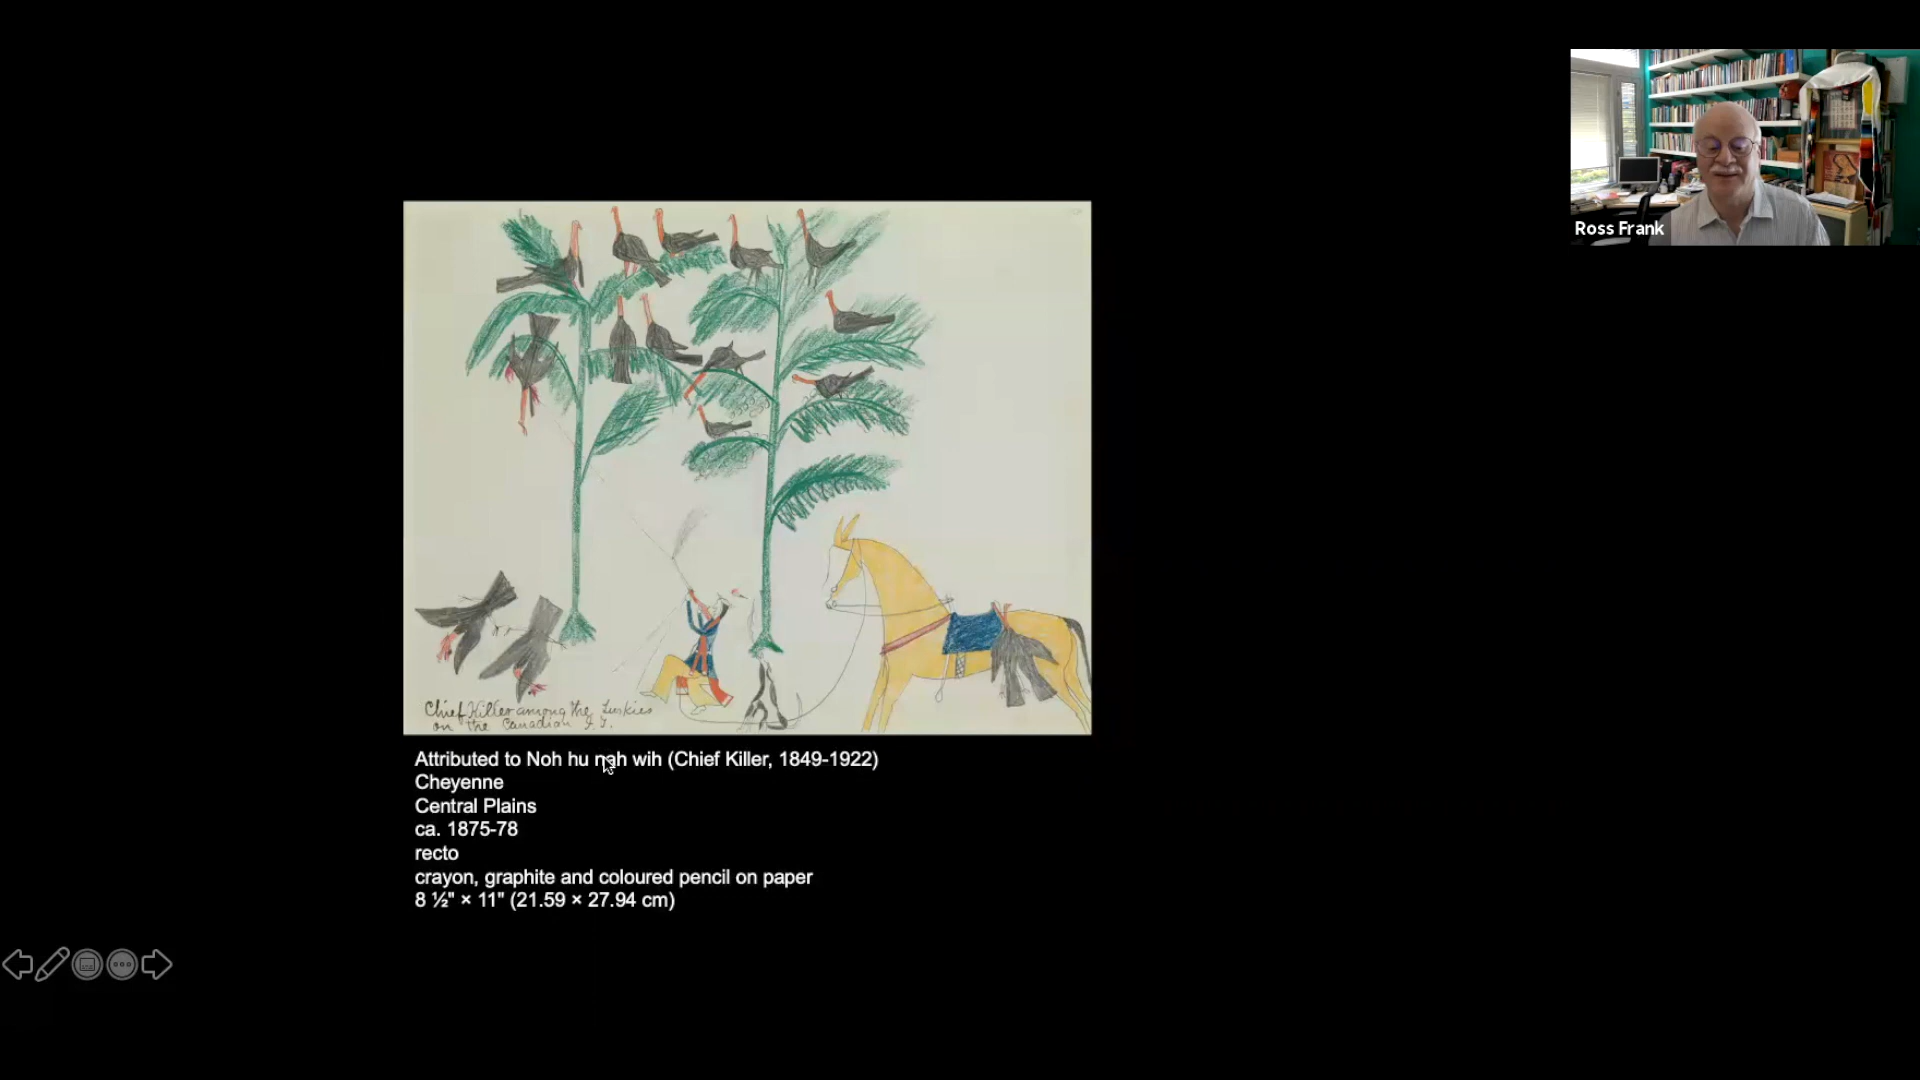 Ross Frank
Chief Killer among the Turkies
on the Canadian I. T.
Attributed to Noh hu nah wih (Chief Killer, 1849-1922)
Cheyenne
Central Plains
ca. 1875-78
recto
crayon, graphite and coloured pencil on paper
8 ½" × 11" (21.59 × 27.94 cm)